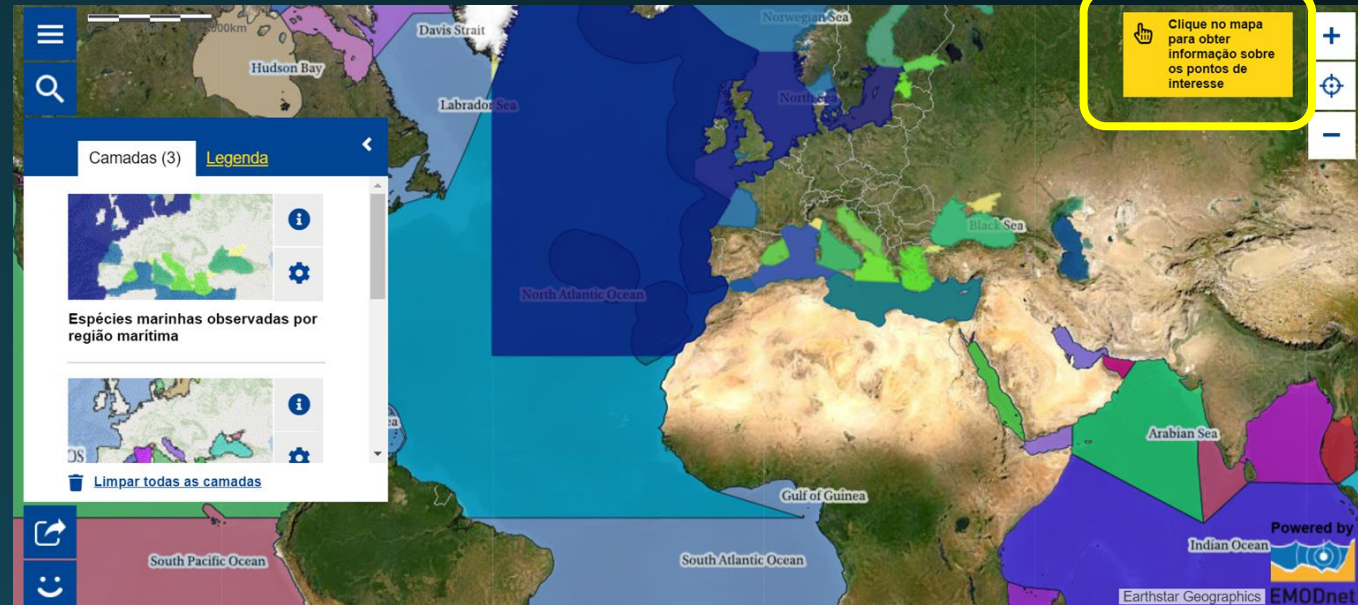 000km
Davis Strait
Norwegian Sea
Hudson Bay
Labrador Sea
North Sea
Clique no mapa
para obter
informação sobre
os pontos de
interesse
+
−
Camadas (3) Legenda
Espécies marinhas observadas por
região marítima
OS
Limpar todas as camadas
Black Sea
North Atlantic Ocean
Arabian Sea
Gulf of Guinea
South Pacific Ocean
South Atlantic Ocean
Indian Ocean
Powered by
Earthstar Geographics
EMODnet